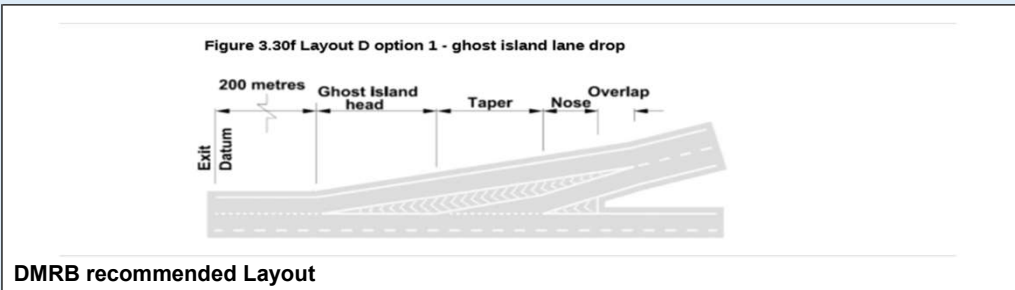 Figure 3.30f Layout D option 1 - ghost island lane drop
200 metres
Ghost Island
head
Taper
Nose
Overlap
Exit
Datum
DMRB recommended Layout